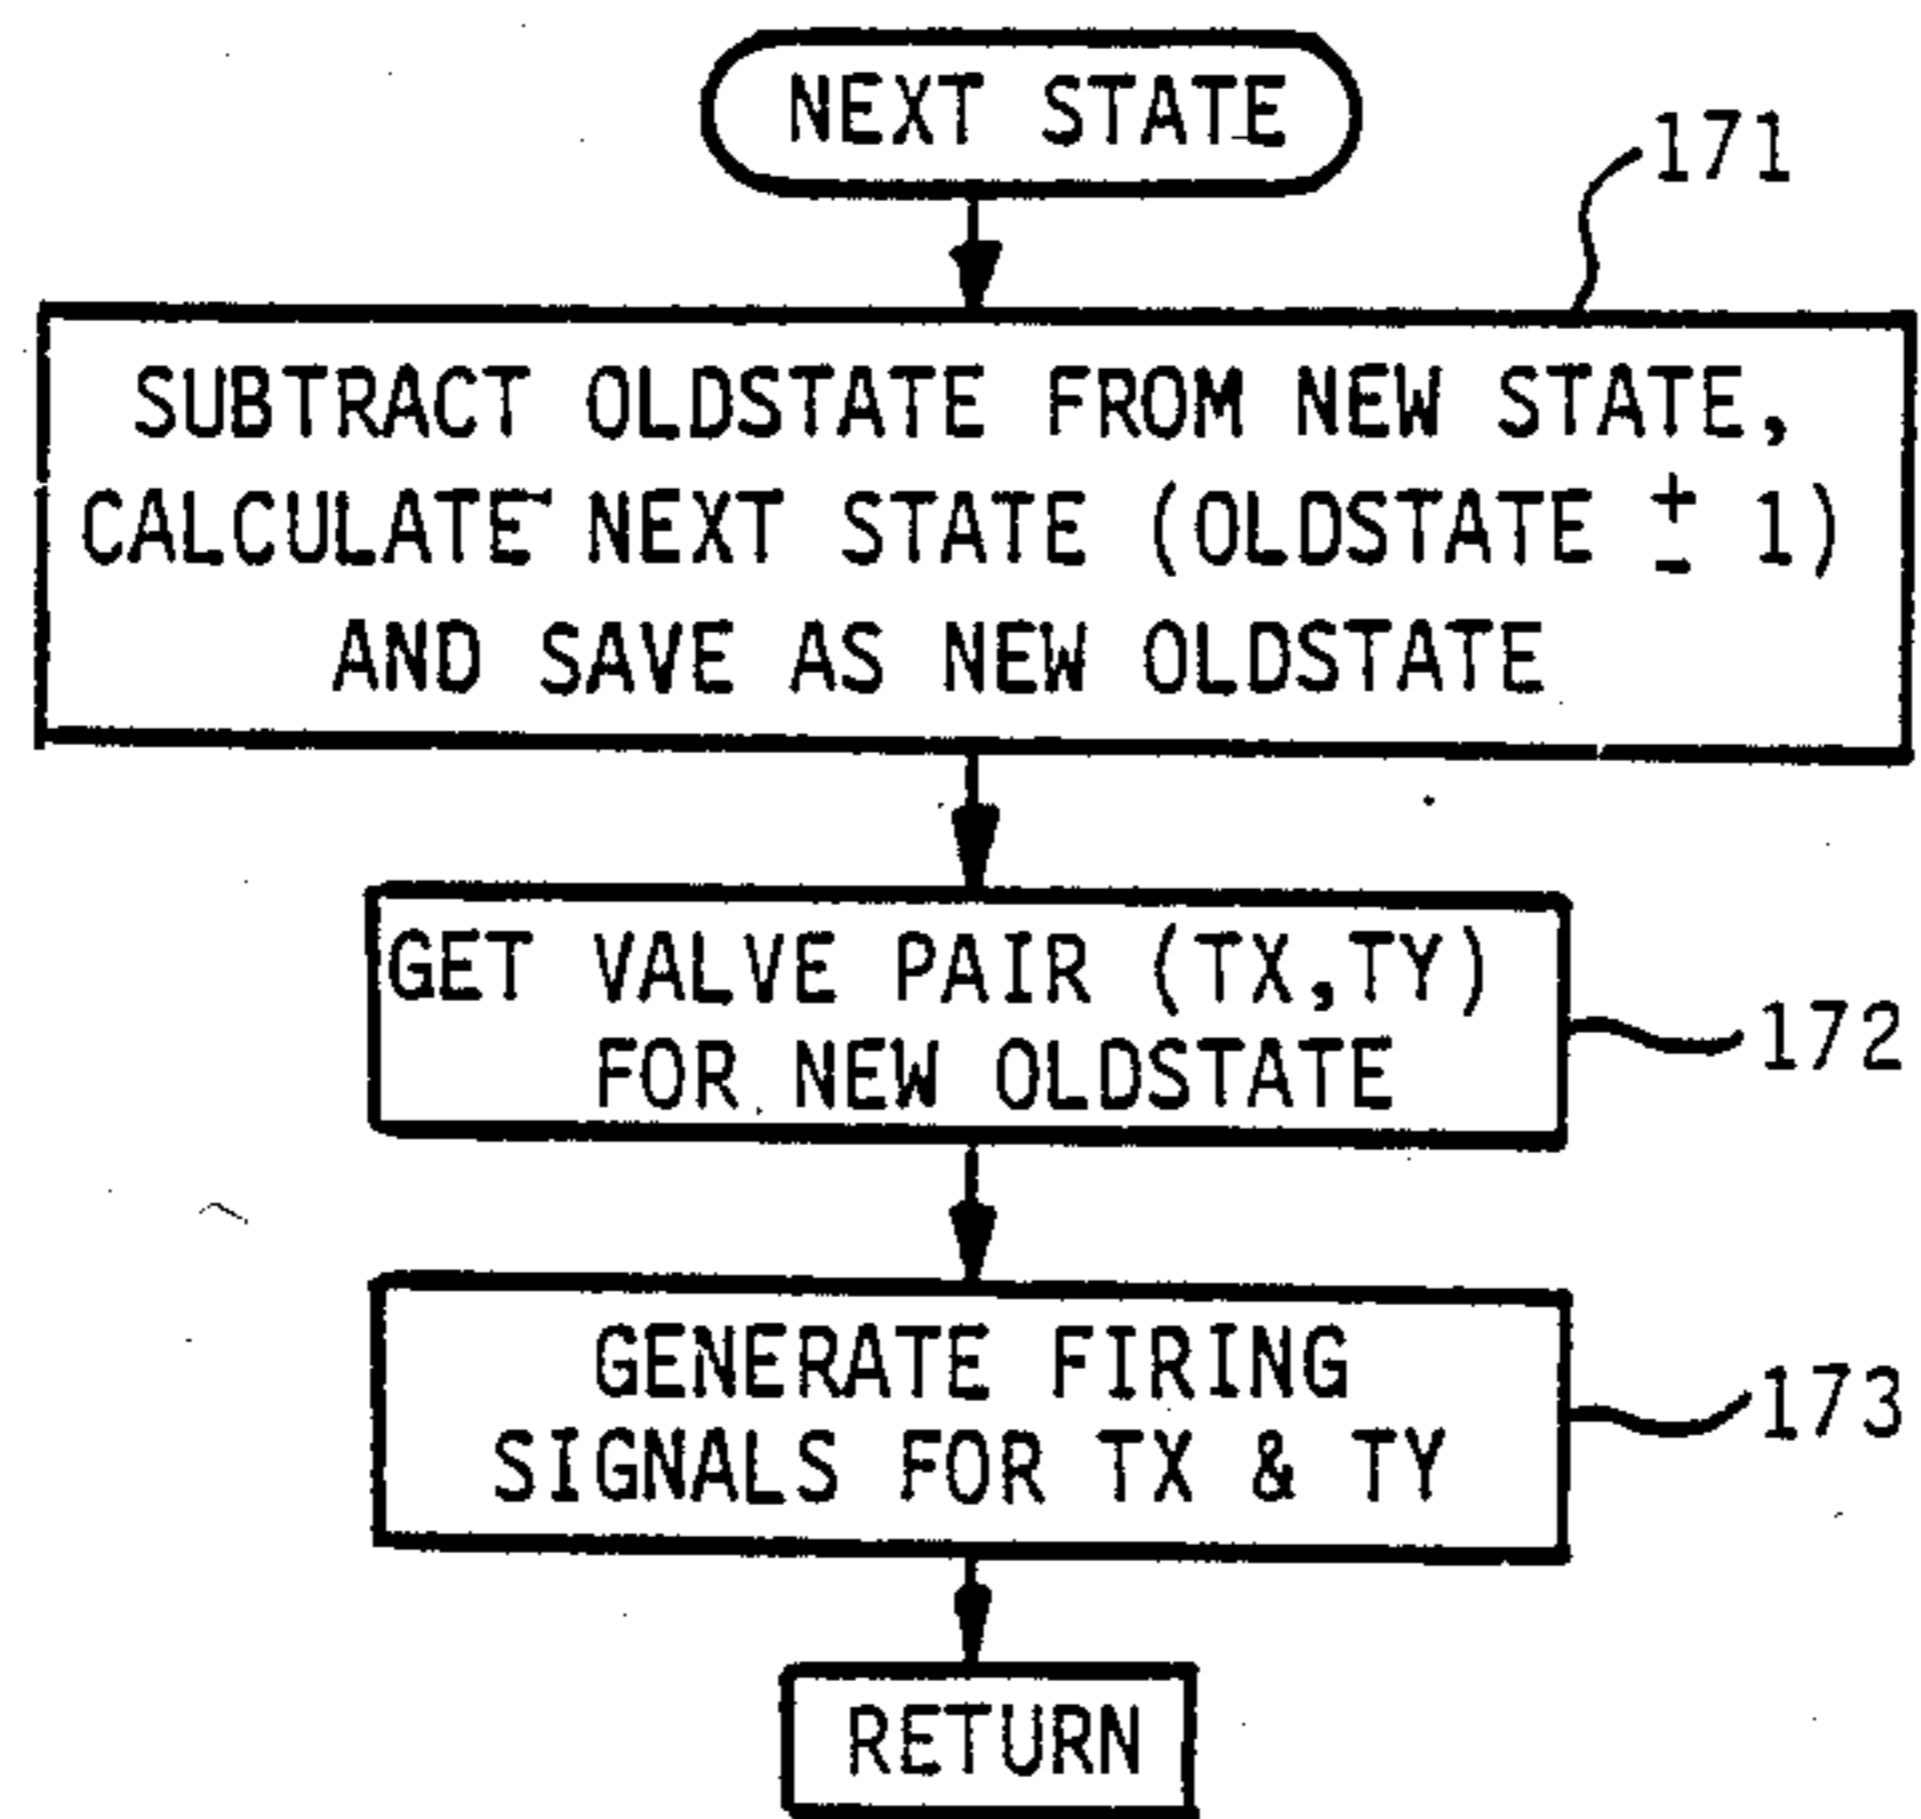 NEXT STATE
171
SUBTRACT OLDSTATE FROM NEW STATE,
CALCULATE NEXT STATE (OLDSTATE ± 1)
AND SAVE AS NEW OLDSTATE
GET VALVE PAIR (TX,TY)
FOR NEW OLDSTATE
172
GENERATE FIRING
SIGNALS FOR TX & TY
173
RETURN